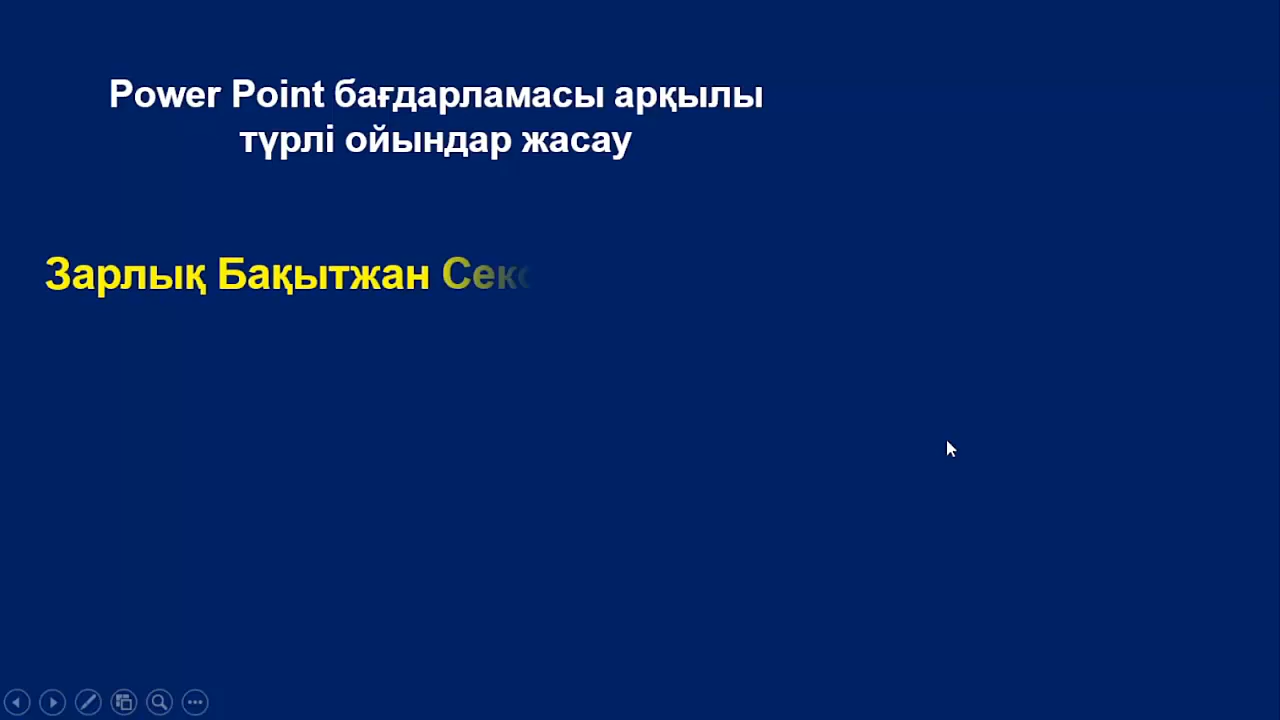 Power Point бағдарламасы арқылы
түрлі ойындар жасау
Зарлық Бақытжан